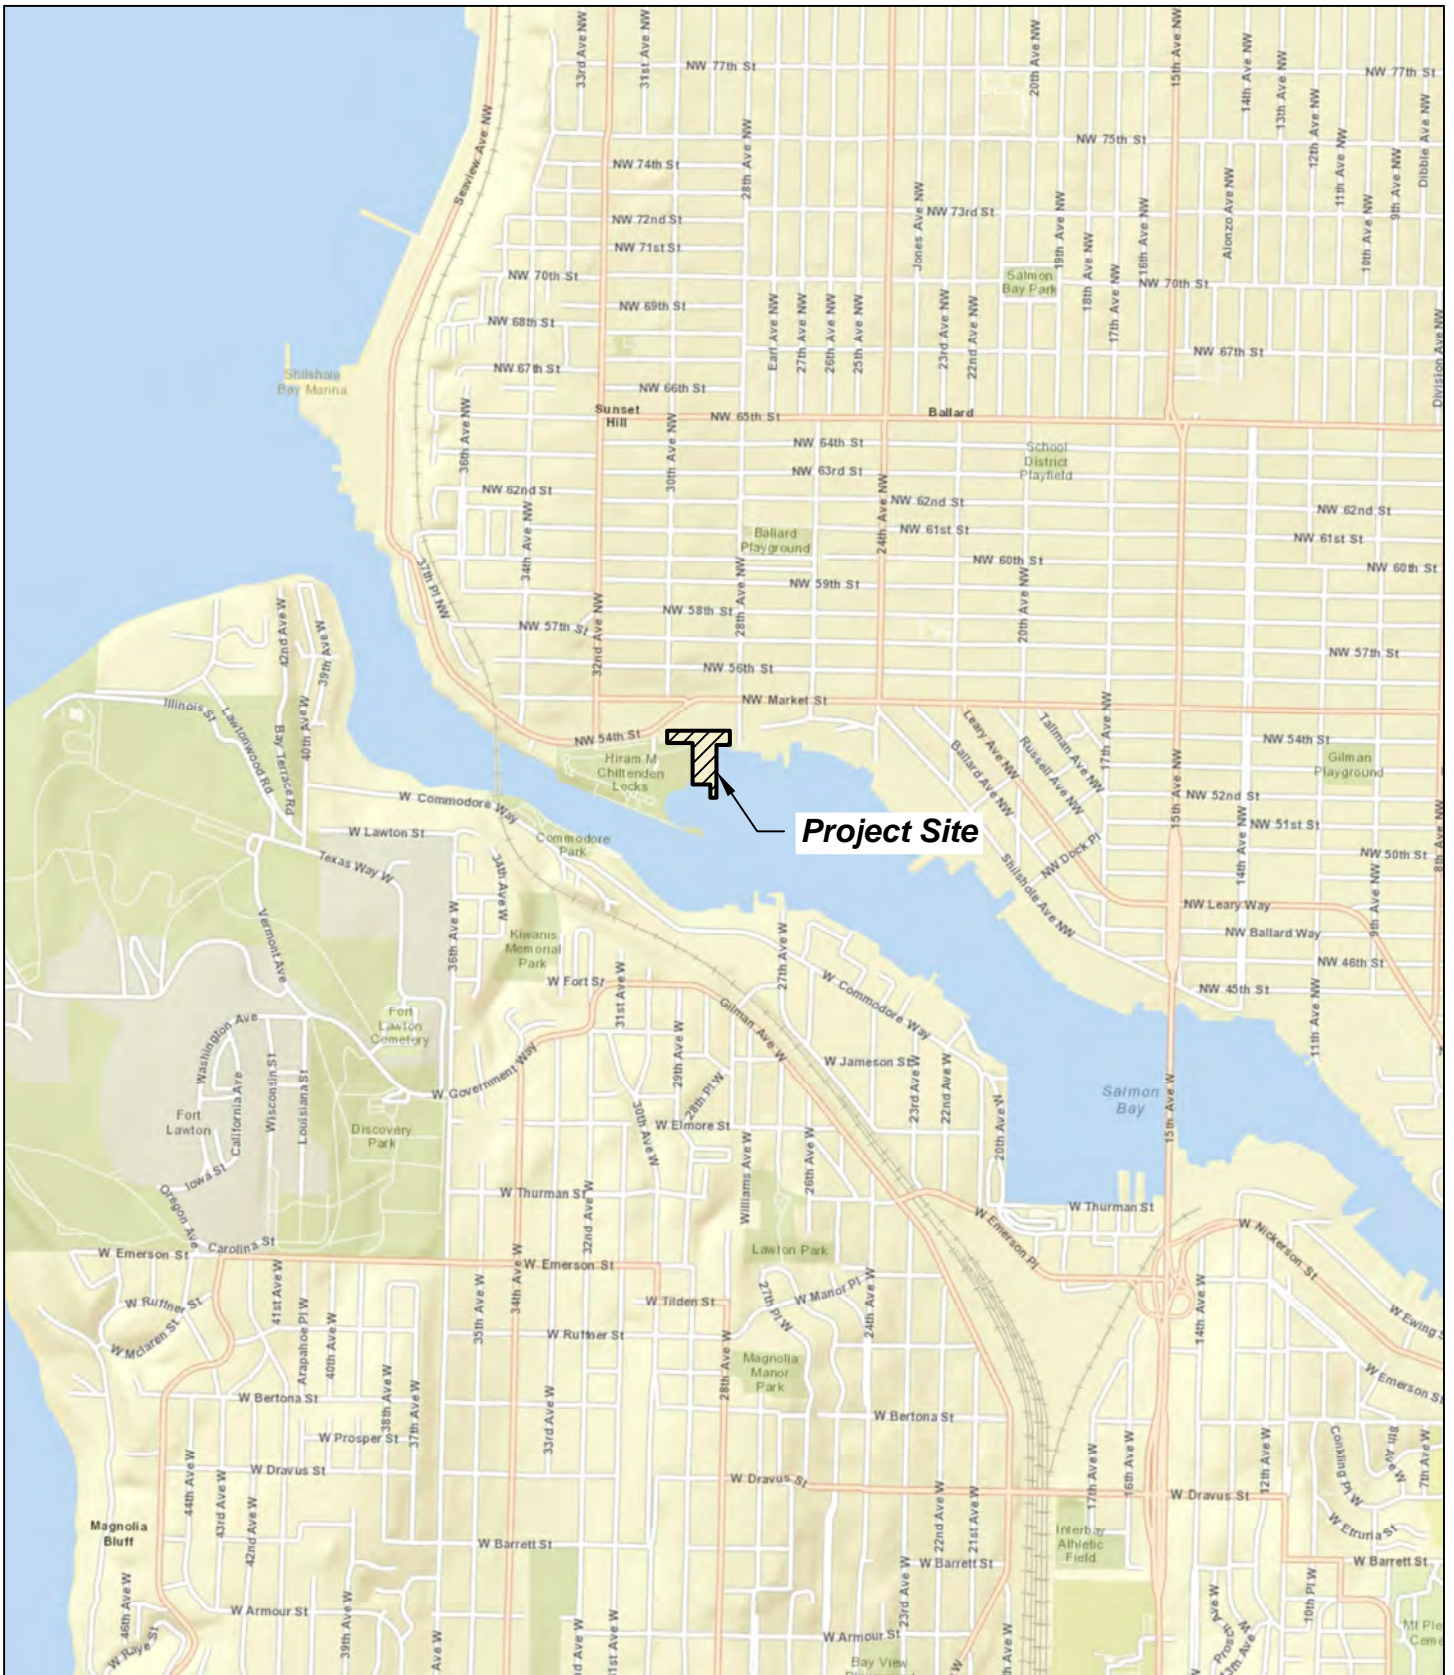 33rd Ave NW
31st Ave NW
NW 77th St
20th Ave NW
15th Ave NW
14th Ave NW
13th Ave NW
NW 77th St
Seaview Ave NW
28th Ave NW
NW 75th St
12th Ave NW
11th Ave NW
9th Ave NW
Dibble Ave NW
NW 74th St
Jones Ave NW
19th Ave NW
16th Ave NW
Alonzo Ave NW
10th Ave NW
NW 72nd St
NW 73rd St
NW 71st St
18th Ave NW
17th Ave NW
NW 70th St
Salmon
Bay Park
NW 70th St
NW 69th St
Earl Ave NW
27th Ave NW
26th Ave NW
25th Ave NW
23rd Ave NW
22nd Ave NW
Division Ave NW
NW 68th St
NW 67th St
NW 67th St
Shilshole
Bay Marina
NW 66th St
Sunset
Hill
NW 65th St
Ballard
36th Ave NW
30th Ave NW
NW 64th St
School
District
Playfield
NW 63rd St
24th Ave NW
NW 62nd St
NW 62nd St
NW 62nd St
34th Ave NW
Ballard
Playground
NW 61st St
NW 61st St
37th Pl NW
28th Ave NW
NW 60th St
NW 60th St
20th Ave NW
NW 59th St
32nd Ave NW
NW 58th St
NW 57th St
42nd Ave W
39th Ave W
NW 56th St
NW 57th St
Illinois St
Lawtonwood Rd
Bay Terrace Rd
40th Ave W
NW Market St
Leary Ave NW
Ballard Ave NW
Tallman Ave NW
Russell Ave NW
17th Ave NW
NW 54th St
NW 54th St
Hiram M
Chittenden
Locks
Gilman
Playground
15th Ave NW
NW 52nd St
W Commodore Way
Project Site
NW 51st St
W Lawton St
Commodore
Park
NW Dock Pl
14th Ave NW
NW 50th St
8th Ave NW
Texas Way W
34th Ave W
Shilshole Ave NW
NW Leary Way
9th Ave NW
Vermont Ave
36th Ave W
Kiwanis
Memorial
Park
27th Ave W
NW Ballard Way
NW 46th St
W Fort St
31st Ave W
W Commodore Way
NW 45th St
11th Ave NW
Gilman Ave W
Fort
Lawton
Cemetery
Washington Ave
29th Ave W
W Jameson St
23rd Ave W
22nd Ave W
W Government Way
28th Pl W
Salmon
Bay
15th Ave W
California Ave
Wisconsin St
Louisiana St
Fort
Lawton
Discovery
Park
30th Ave W
W Elmore St
20th Ave W
Williams Ave W
26th Ave W
Iowa St
Oregon Ave
W Thurman St
32nd Ave W
W Thurman St
W Emerson Pl
W Nickerson St
W Emerson St
Carolina St
34th Ave W
W Emerson St
Lawton Park
41st Ave W
Arapahoe Pl W
40th Ave W
35th Ave W
W Ruffner St
W Tilden St
27th Pl W
W Manor Pl
24th Ave W
14th Ave W
W Ewing S
W Mclaren St
W Ruffner St
28th Ave W
Magnolia
Manor
Park
W Emerson St
38th Ave W
37th Ave W
W Bertona St
W Bertona St
33rd Ave W
W Prosper St
17th Ave W
16th Ave W
12th Ave W
Conkling Pl W
8th Ave W
7th Ave W
44th Ave W
43rd Ave W
42nd Ave W
W Dravus St
W Dravus St
W Dravus St
22nd Ave W
21st Ave W
Magnolia
Bluff
Interbay
Athletic
Field
W Etruria St
W Barrett St
W Barrett St
W Barrett St
46th Ave W
W Armour St
39th Ave W
23rd Ave W
10th Pl W
Prosch Ave W
13th Ave W
W Raye St
Ave W
nd Ave W
1st Ave W
W Armour St
Bay View
W
th Ave W
Mt Ple
Ceme